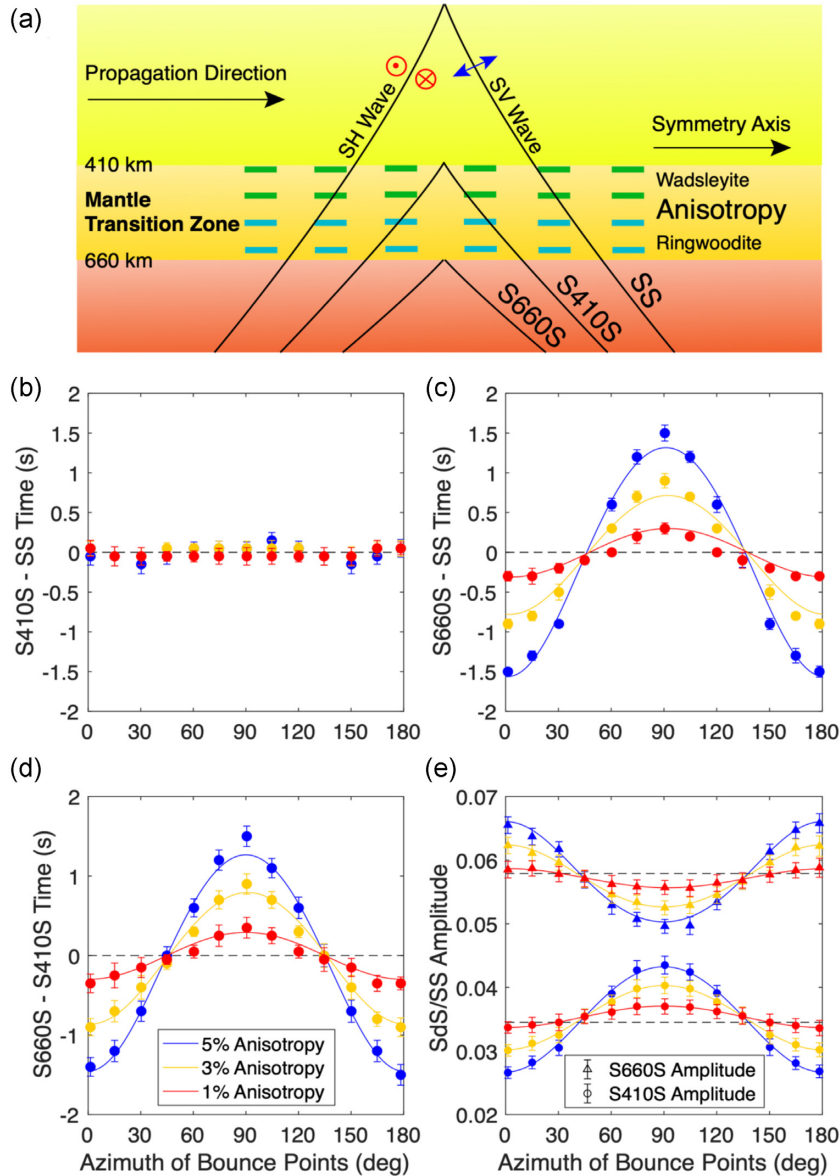 (a)
Propagation Direction
SH Wave
SV Wave
Symmetry Axis
410 km
Wadsleyite
Mantle
Transition Zone
Anisotropy
Ringwoodite
660 km
S660S
S410S
SS
(b)
(c)
S410S - SS Time (s)
2
1.5
1
0.5
0
-0.5
-1
-1.5
-2
0 30 60 90 120 150 180
S660S - SS Time (s)
2
1.5
1
0.5
0
-0.5
-1
-1.5
-2
0 30 60 90 120 150 180
(d)
(e)
S660S - S410S Time (s)
2
1
0
-1
-2
5% Anisotropy
3% Anisotropy
1% Anisotropy
0 30 60 90 120 150 180
Azimuth of Bounce Points (deg)
SdS/SS Amplitude
0.07
0.06
0.05
0.04
0.03
0.02
S660S Amplitude
S410S Amplitude
0 30 60 90 120 150 180
Azimuth of Bounce Points (deg)